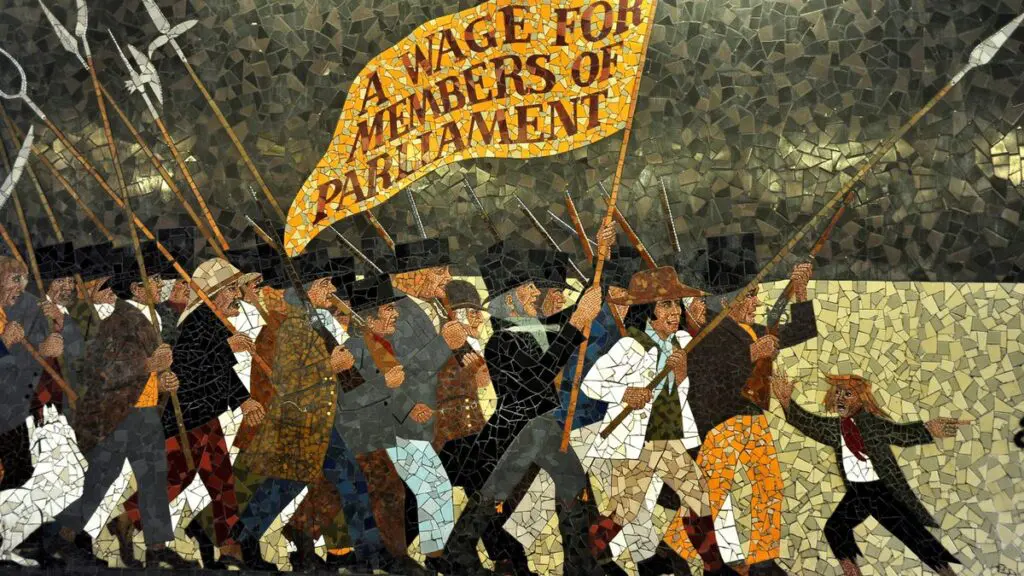 A WAGE FOR
MEMBERS OF
PARLIAMENT